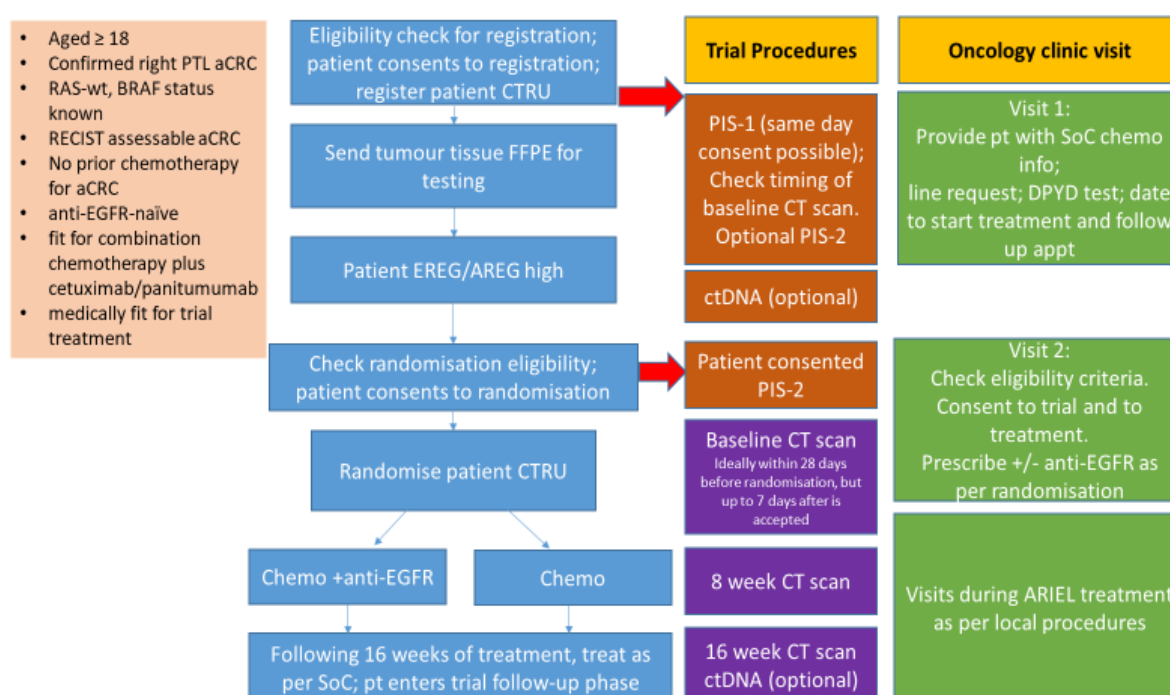 Aged ≥ 18
Confirmed right PTL aCRC
RAS-wt, BRAF status
known
RECIST assessable aCRC
No prior chemotherapy
for aCRC
anti-EGFR-naïve
fit for combination
chemotherapy plus
cetuximab/panitumumab
medically fit for trial
treatment
Eligibility check for registration;
patient consents to registration;
register patient CTRU
Send tumour tissue FFPE for
testing
Patient EREG/AREG high
Check randomisation eligibility;
patient consents to randomisation
Randomise patient CTRU
Chemo +anti-EGFR
Chemo
Following 16 weeks of treatment, treat as
per SoC; pt enters trial follow-up phase
Trial Procedures
PIS-1 (same day
consent possible);
Check timing of
baseline CT scan.
Optional PIS-2
ctDNA (optional)
Patient consented
PIS-2
Baseline CT scan
Ideally within 28 days
before randomisation, but
up to 7 days after is
accepted
8 week CT scan
16 week CT scan
ctDNA (optional)
Oncology clinic visit
Visit 1:
Provide pt with SoC chemo
info;
line request; DPYD test; date
to start treatment and follow
up appt
Visit 2:
Check eligibility criteria.
Consent to trial and to
treatment.
Prescribe +/- anti-EGFR as
per randomisation
Visits during ARIEL treatment
as per local procedures